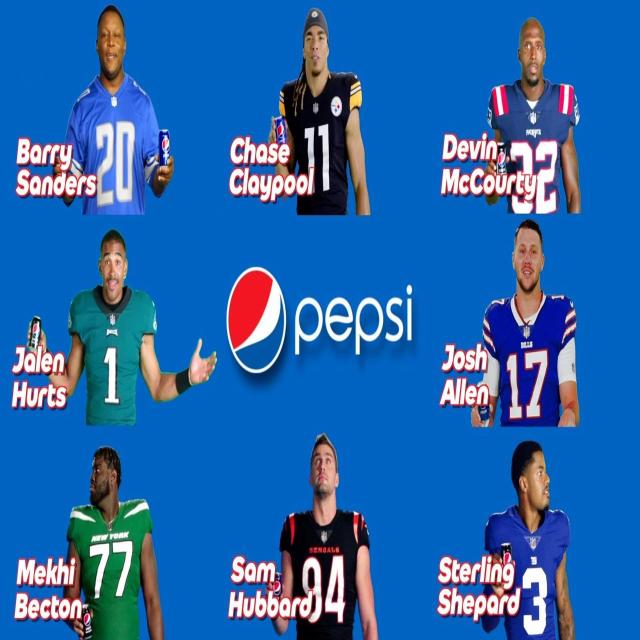 Barry
Sanders
20
Chase
Claypool
11
Devin
McCourty
32
Jalen
Hurts
1
pepsi
Josh
Allen
BILLS
17
Mekhi
Becton
NEW YORK
77
Sam
Hubbard
BENGALS
94
Sterling
Shepard
3